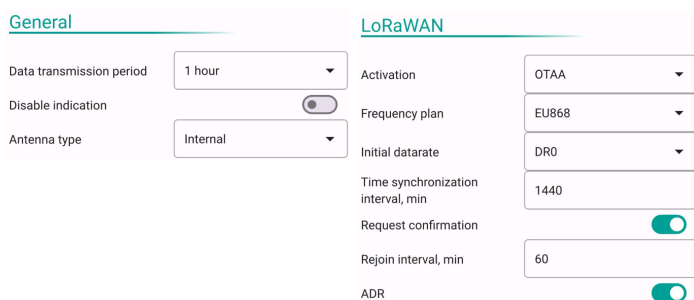 General
Data transmission period 1 hour
Disable indication
Antenna type Internal
LoRaWAN
Activation OTAA
Frequency plan EU868
Initial datarate DR0
Time synchronization
interval, min 1440
Request confirmation
Rejoin interval, min 60
ADR